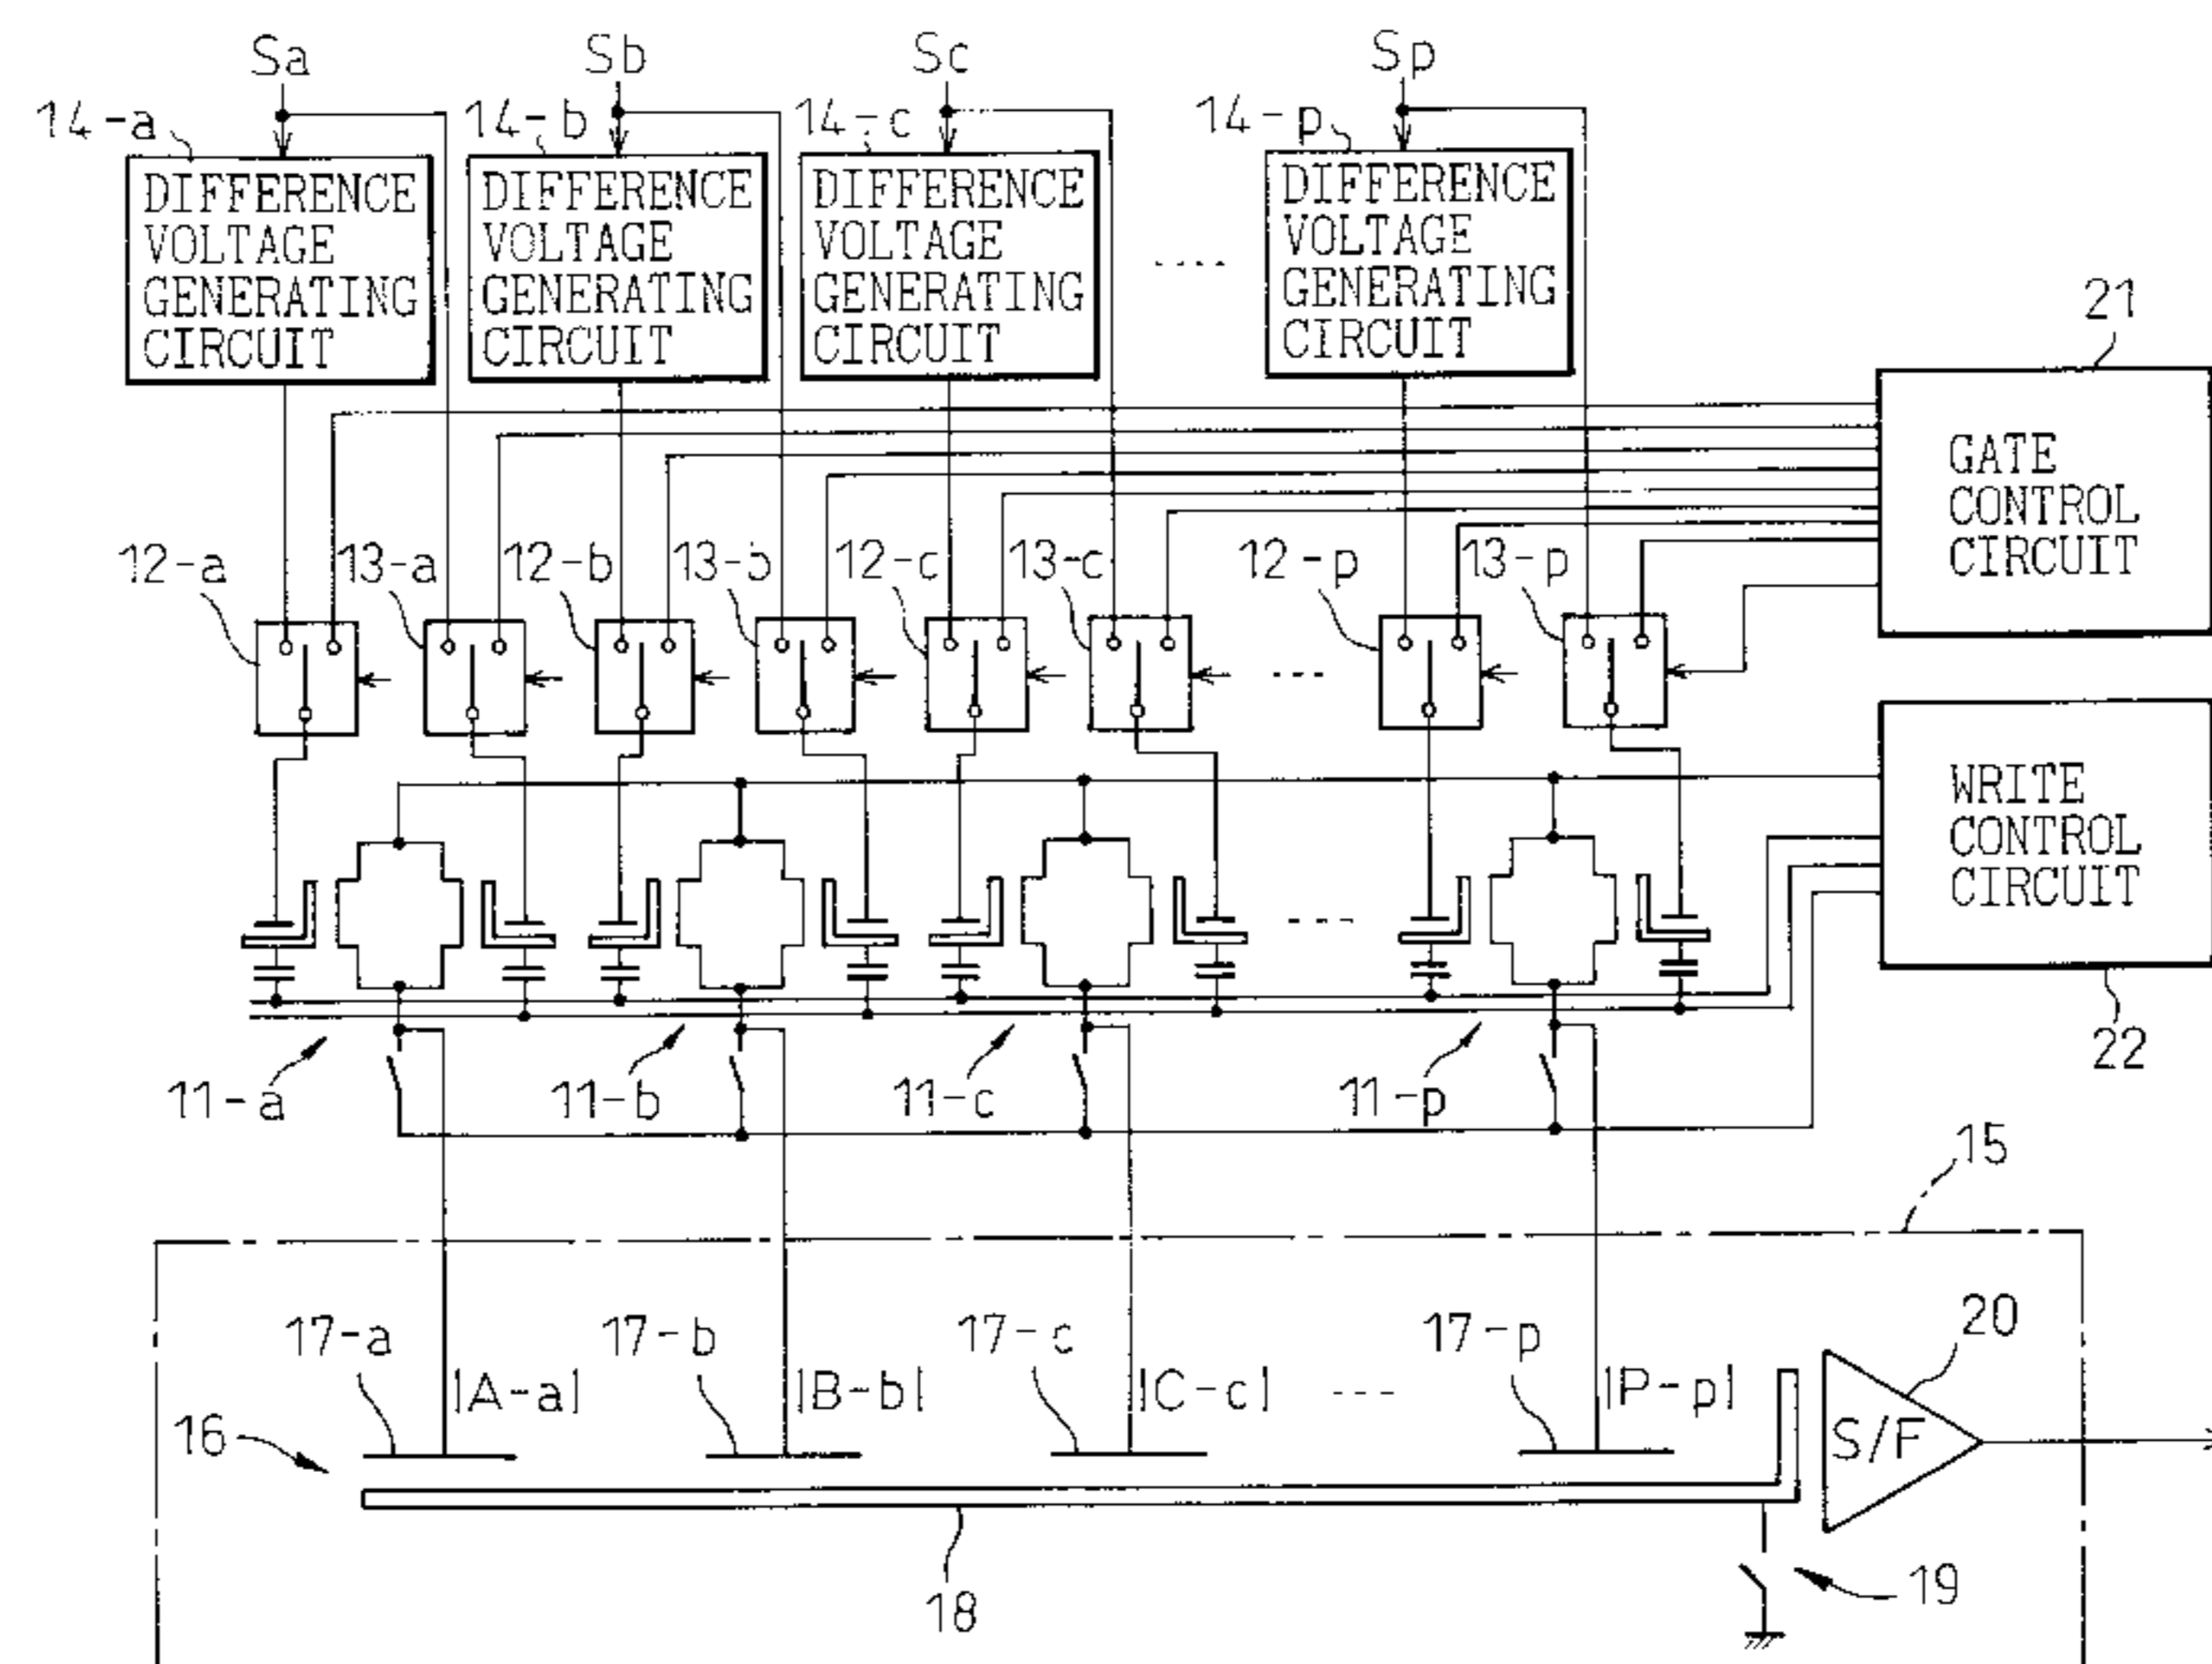 Sa
Sb
Sc
Sp
14-a
14-b
14-c
14-p
DIFFERENCE
VOLTAGE
GENERATING
CIRCUIT
DIFFERENCE
VOLTAGE
GENERATING
CIRCUIT
DIFFERENCE
VOLTAGE
GENERATING
CIRCUIT
....
DIFFERENCE
VOLTAGE
GENERATING
CIRCUIT
21
GATE
CONTROL
CIRCUIT
12-a
13-a
12-b
13-b
12-c
13-c
12-p
13-p
---
WRITE
CONTROL
CIRCUIT
----
22
11-a
11-b
11-c
11-p
15
17-a
17-b
17-c
17-p
20
|A-a|
|B-b|
|C-c|
---
|P-p|
16
S/F
18
19